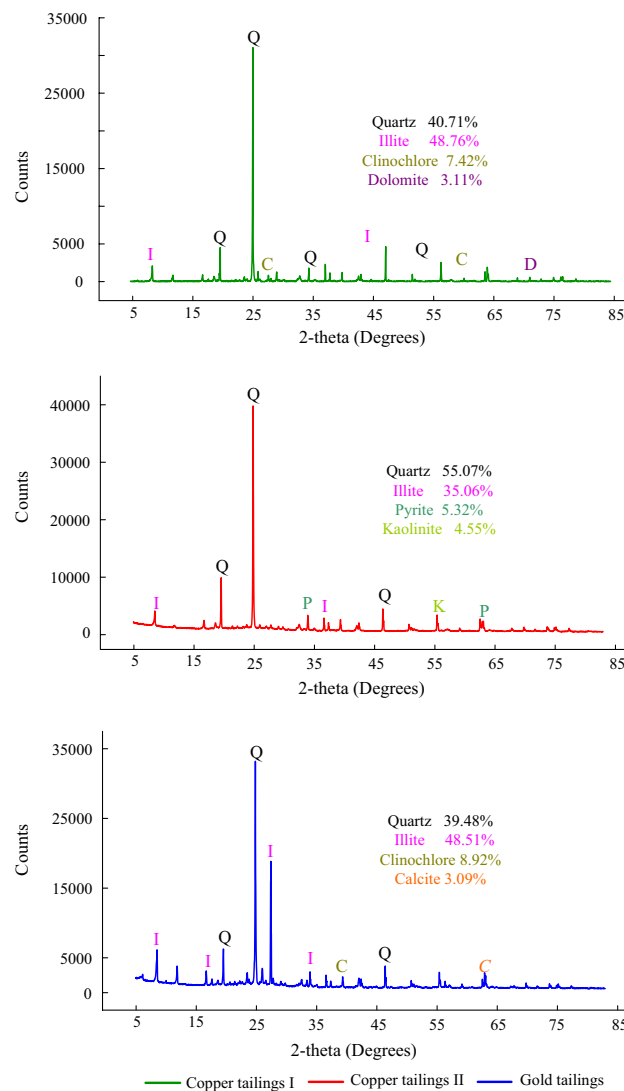 35000
Q
25000
Quartz 40.71%
Illite 48.76%
Clinochlore 7.42%
Dolomite 3.11%
Counts
15000
5000
I
Q
C
Q
I
Q
C
D
0
5 15 25 35 45 55 65 75 85
2-theta (Degrees)
40000
Q
30000
Quartz 55.07%
Illite 35.06%
Pyrite 5.32%
Kaolinite 4.55%
Counts
20000
10000
Q
Q
I
P
I
K
P
0
5 15 25 35 45 55 65 75 85
2-theta (Degrees)
35000
Q
25000
Quartz 39.48%
Illite 48.51%
Clinochlore 8.92%
Calcite 3.09%
Counts
I
15000
5000
I
I
Q
I
C
Q
C
0
5 15 25 35 45 55 65 75 85
2-theta (Degrees)
Copper tailings I Copper tailings II Gold tailings